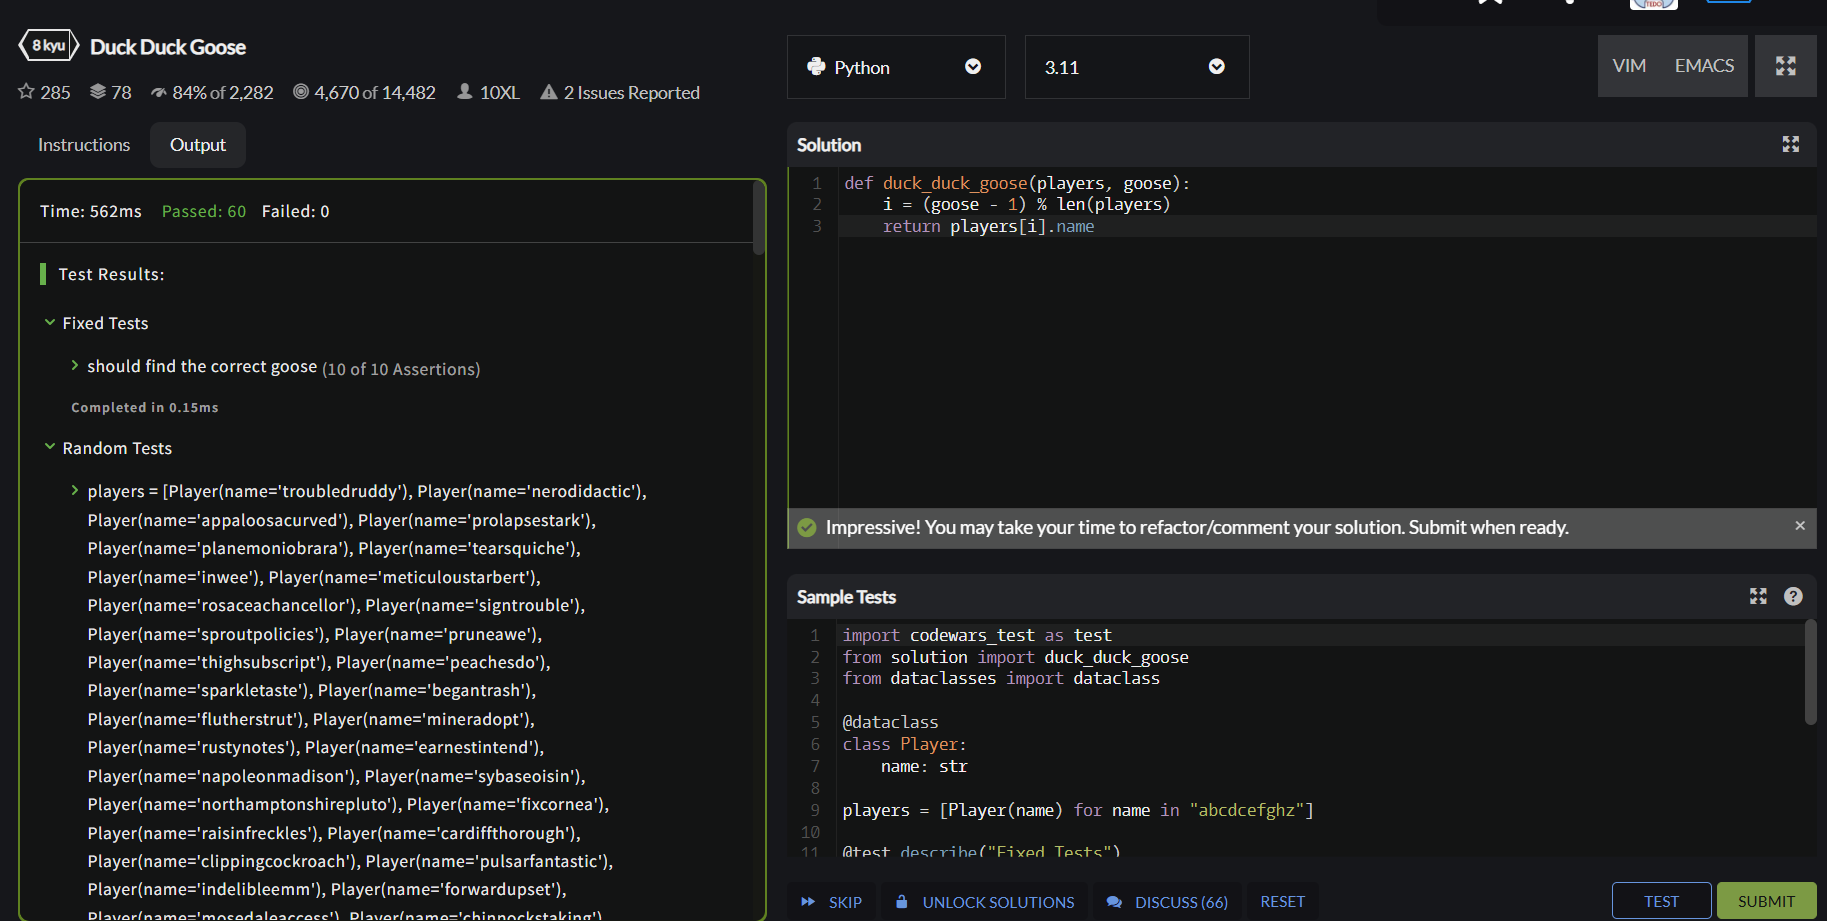 8 kyu Duck Duck Goose
285 78 84% of 2,282 4,670 of 14,482 10XL 2 Issues Reported
Instructions Output
Time: 562ms Passed: 60 Failed: 0
Test Results:
Fixed Tests
should find the correct goose (10 of 10 Assertions)
Completed in 0.15ms
Random Tests
players = [Player(name='troubledruddy'), Player(name='nerodidactic'),
Player(name='appaloosacurved'), Player(name='prolapsestark'),
Player(name='planemoniobrara'), Player(name='tearsquiche'),
Player(name='inwee'), Player(name='meticuloustarbert'),
Player(name='rosaceachancellor'), Player(name='signtrouble'),
Player(name='sproutpolicies'), Player(name='pruneawe'),
Player(name='thighsubscript'), Player(name='peachesdo'),
Player(name='sparkletaste'), Player(name='begantrash'),
Player(name='flutherstrut'), Player(name='mineradopt'),
Player(name='rustynotes'), Player(name='earnestintend'),
Player(name='napoleonmadison'), Player(name='sybaseoisin'),
Player(name='northamptonshirepluto'), Player(name='fixcornea'),
Player(name='raisinfreckles'), Player(name='cardiffthorough'),
Player(name='clippingcockroach'), Player(name='pulsarfantastic'),
Player(name='indelibleemm'), Player(name='forwardupset'),
Player(name='mosedaleaccess'), Player(name='chinnockstaking')
Python 3.11 VIM EMACS
Solution
1 def duck_duck_goose(players, goose):
2 i = (goose - 1) % len(players)
3 return players[i].name
Impressive! You may take your time to refactor/comment your solution. Submit when ready. ×
Sample Tests ?
1 import codewars_test as test
2 from solution import duck_duck_goose
3 from dataclasses import dataclass
4
5 @dataclass
6 class Player:
7 name: str
8
9 players = [Player(name) for name in "abcdcefghz"]
10
11 @test.describe("Fixed Tests")
SKIP UNLOCK SOLUTIONS DISCUSS (66) RESET TEST SUBMIT